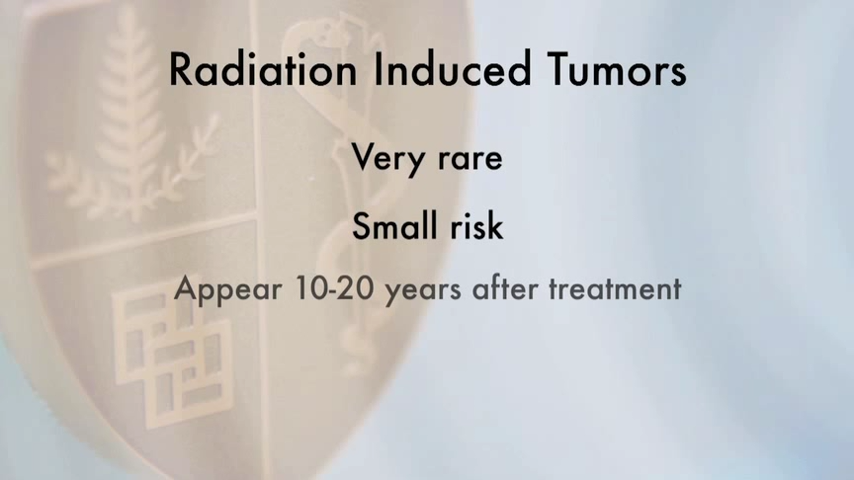 Radiation Induced Tumors
Very rare
Small risk
Appear 10-20 years after treatment